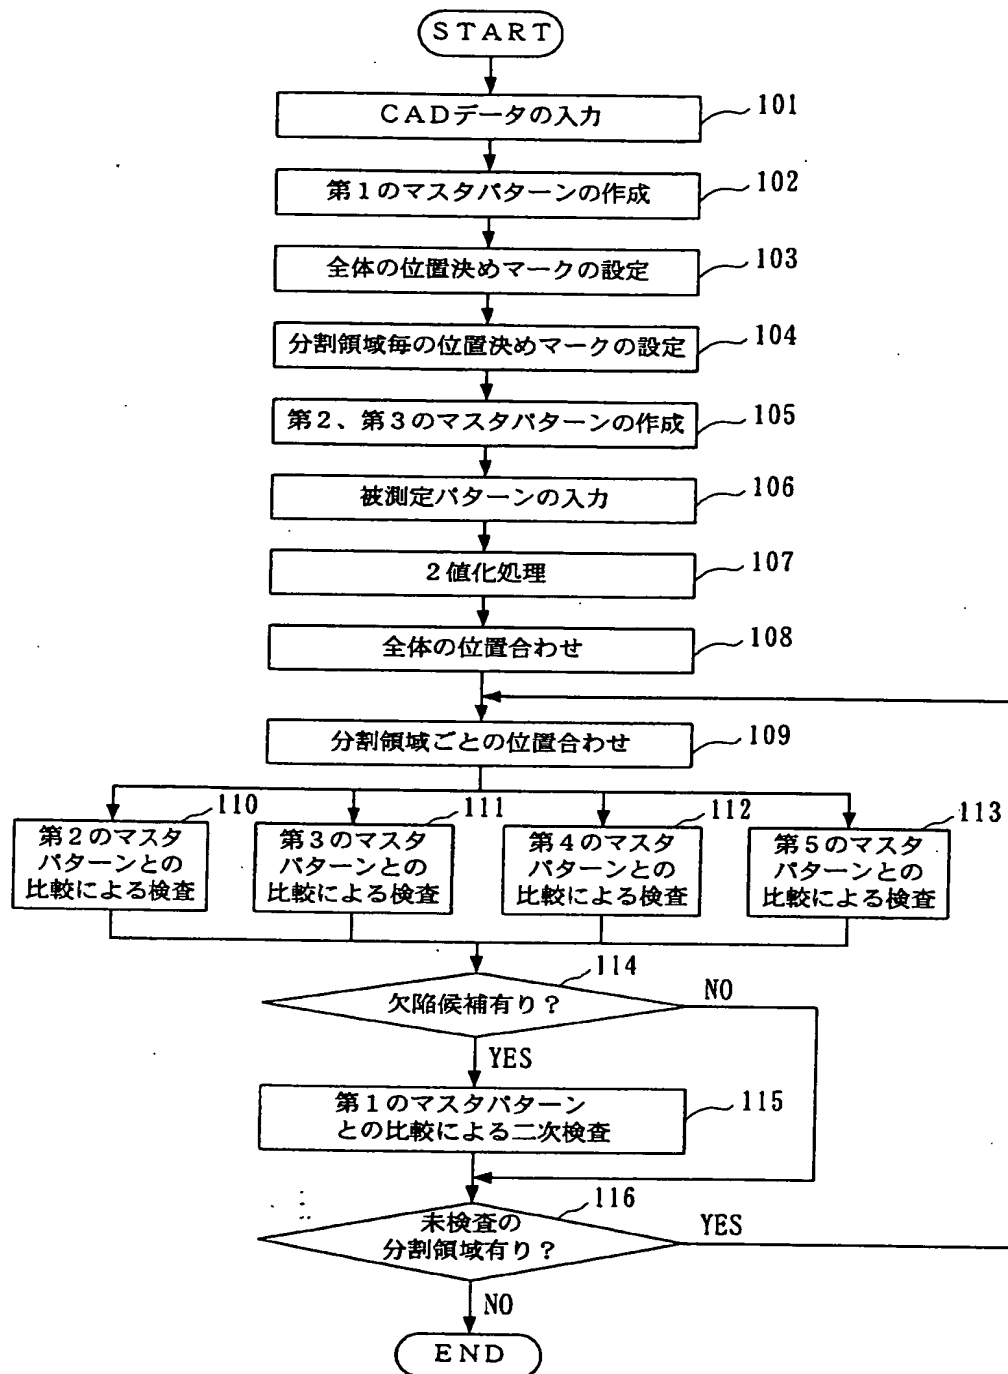 START
CADデータの入力
101
第1のマスタパターンの作成
102
全体の位置決めマークの設定
103
分割領域毎の位置決めマークの設定
104
第2、第3のマスタパターンの作成
105
被測定パターンの入力
106
2値化処理
107
全体の位置合わせ
108
分割領域ごとの位置合わせ
109
110
第2のマスタ
パターンとの
比較による検査
111
第3のマスタ
パターンとの
比較による検査
112
第4のマスタ
パターンとの
比較による検査
113
第5のマスタ
パターンとの
比較による検査
114
欠陥候補有り?
NO
YES
第1のマスタパターン
との比較による二次検査
115
116
未検査の
分割領域有り?
YES
NO
END